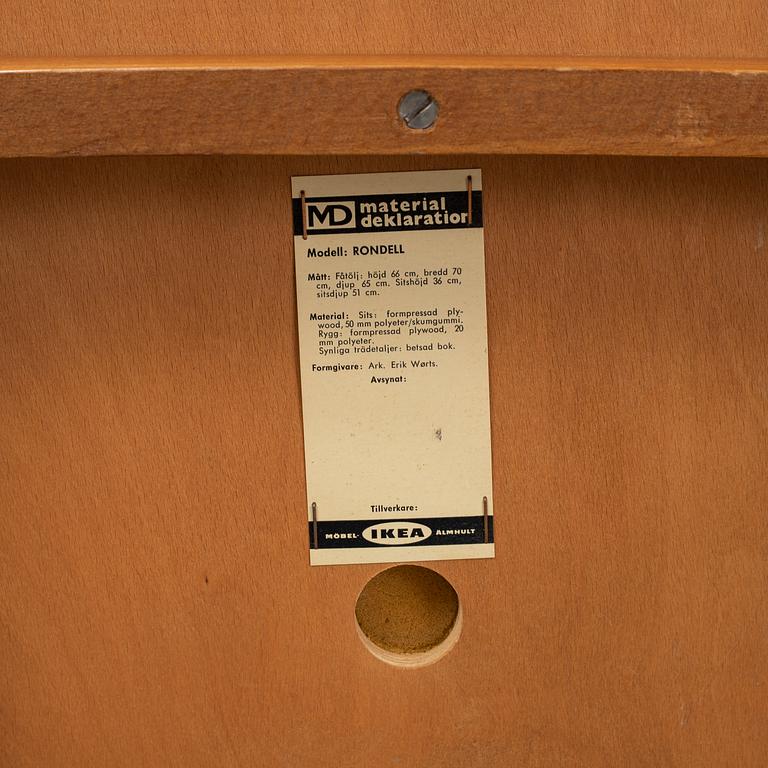 MD material
deklaration
Modell: RONDELL
Mått: Fåtölj: höjd 66 cm, bredd 70
cm, djup 65 cm. Sitshöjd 36 cm,
sitsdjup 51 cm.
Material: Sits: formpressad ply-
wood, 50 mm polyeter/skumgummi.
Rygg: formpressad plywood, 20
mm polyeter.
Synliga trädetaljer: betsad bok.
Formgivare: Ark. Erik Wørts.
Avsynat:
Tillverkare:
MÖBEL- IKEA ÄLMHULT